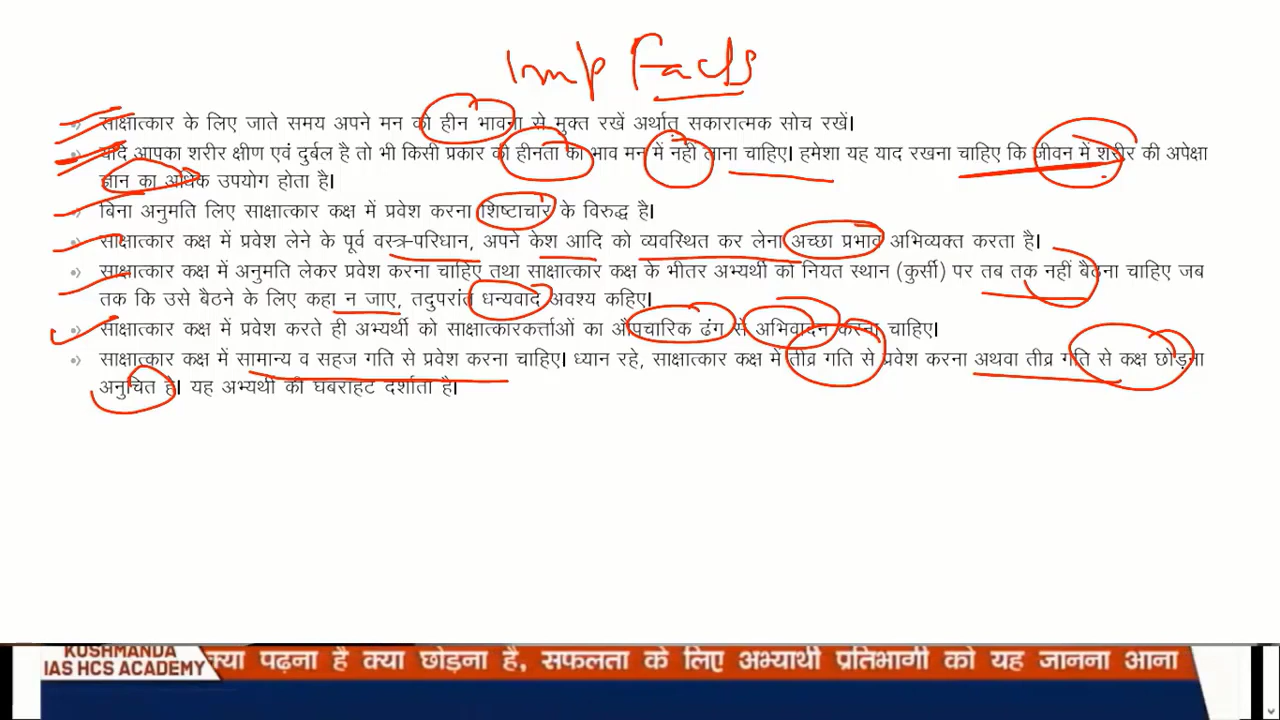 Imp Facts
साक्षात्कार के लिए जाते समय अपने मन को हीन भावना से मुक्त रखें अर्थात् सकारात्मक सोच रखें।
यदि आपका शरीर क्षीण एवं दुर्बल है तो भी किसी प्रकार की हीनता का भाव मन में नहीं लाना चाहिए। हमेशा यह याद रखना चाहिए कि जीवन में शरीर की अपेक्षा
ज्ञान का अधिक उपयोग होता है।
बिना अनुमति लिए साक्षात्कार कक्ष में प्रवेश करना शिष्टाचार के विरुद्ध है।
साक्षात्कार कक्ष में प्रवेश लेने के पूर्व वस्त्र-परिधान, अपने केश आदि को व्यवस्थित कर लेना अच्छा प्रभाव अभिव्यक्त करता है।
साक्षात्कार कक्ष में अनुमति लेकर प्रवेश करना चाहिए तथा साक्षात्कार कक्ष के भीतर अभ्यर्थी को नियत स्थान (कुर्सी) पर तब तक नहीं बैठना चाहिए जब
तक कि उसे बैठने के लिए कहा न जाए, तदुपरांत धन्यवाद अवश्य कहिए।
साक्षात्कार कक्ष में प्रवेश करते ही अभ्यर्थी को साक्षात्कारकर्त्ताओं का औपचारिक ढंग से अभिवादन करना चाहिए।
साक्षात्कार कक्ष में सामान्य व सहज गति से प्रवेश करना चाहिए। ध्यान रहे, साक्षात्कार कक्ष में तीव्र गति से प्रवेश करना अथवा तीव्र गति से कक्ष छोड़ना
अनुचित है। यह अभ्यर्थी की घबराहट दर्शाता है।
KUSHMANDA
IAS HCS ACADEMY
क्या पढ़ना है क्या छोड़ना है, सफलता के लिए अभ्याथी प्रतिभागी को यह जानना आना